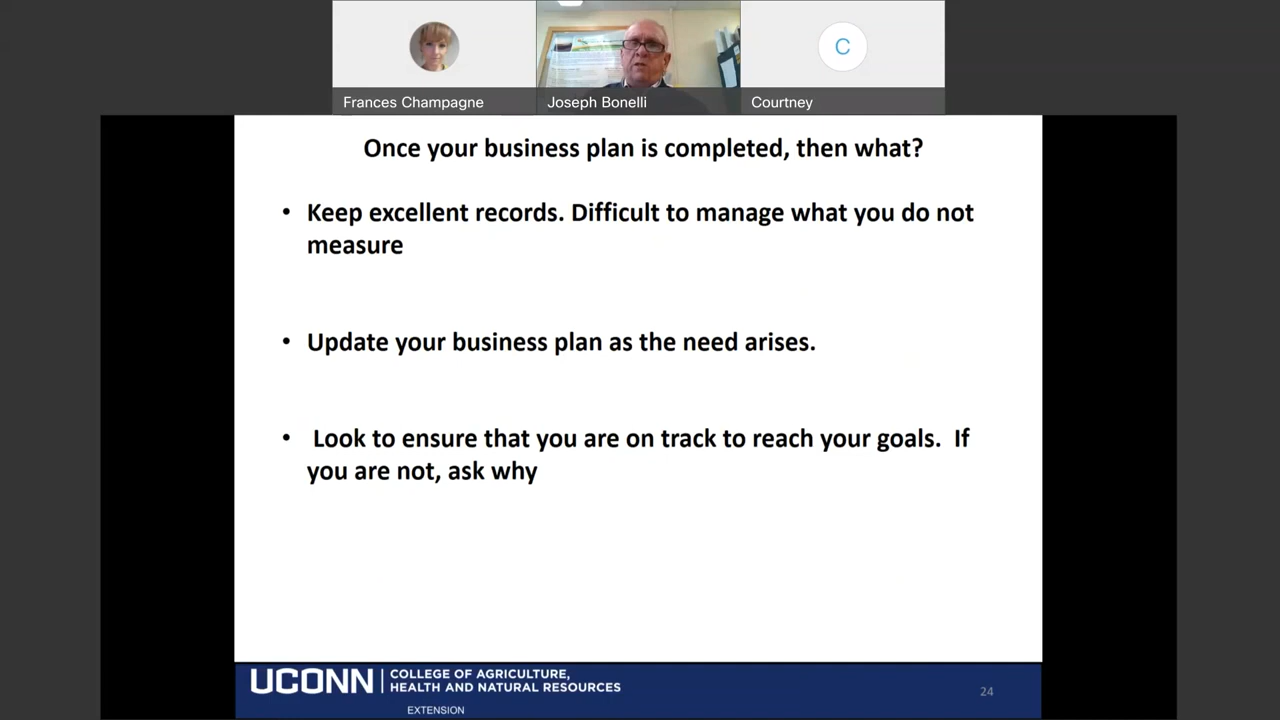 C
Frances Champagne
Joseph Bonelli
Courtney
Once your business plan is completed, then what?
• Keep excellent records. Difficult to manage what you do not
measure
• Update your business plan as the need arises.
• Look to ensure that you are on track to reach your goals. If
you are not, ask why
UCONN
COLLEGE OF AGRICULTURE,
HEALTH AND NATURAL RESOURCES
EXTENSION
24